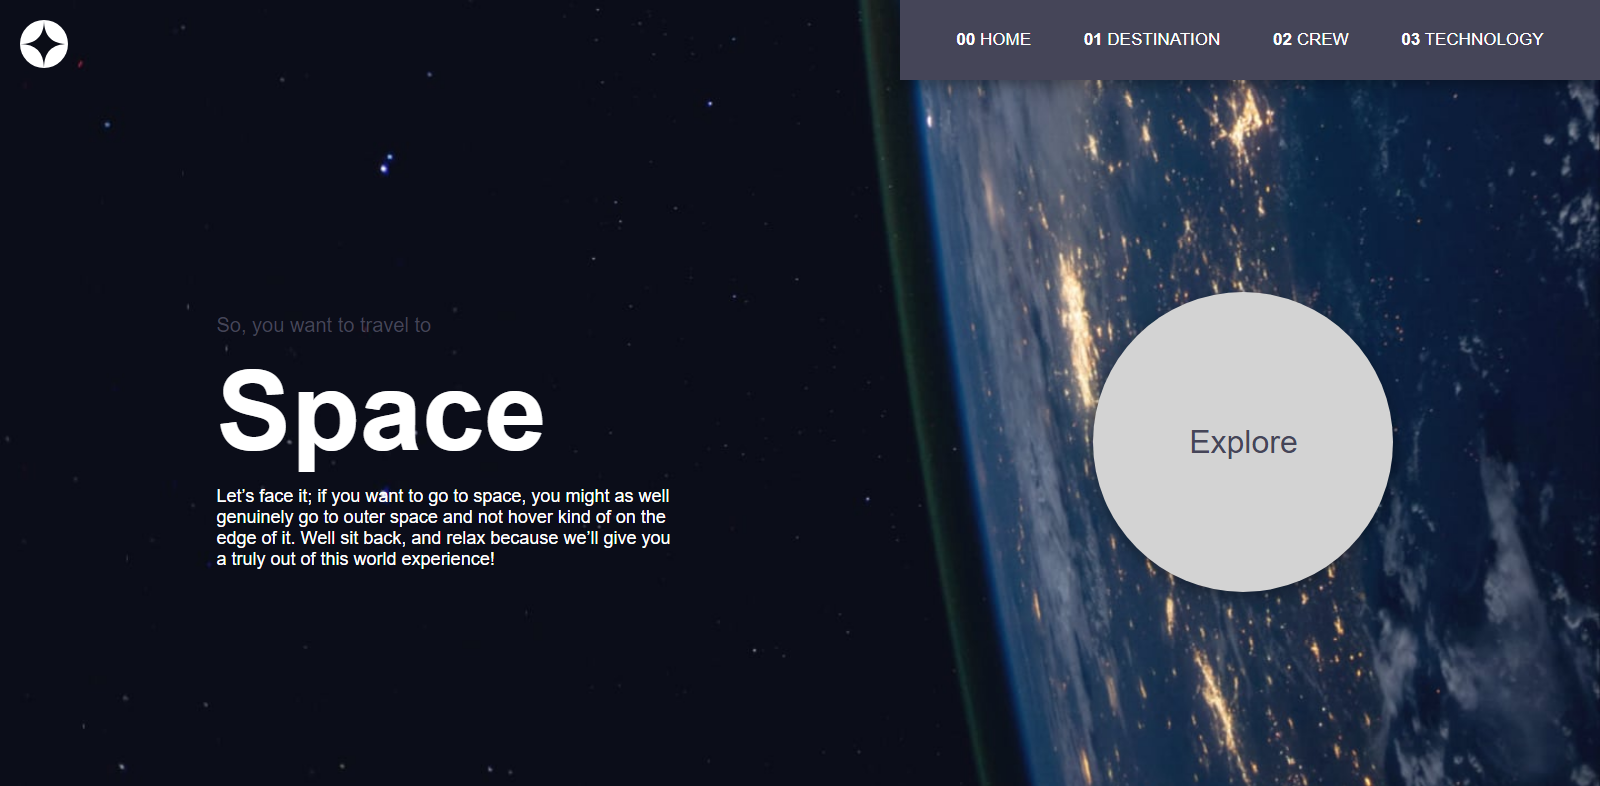 00 HOME 01 DESTINATION 02 CREW 03 TECHNOLOGY
So, you want to travel to
Space
Let’s face it; if you want to go to space, you might as well
genuinely go to outer space and not hover kind of on the
edge of it. Well sit back, and relax because we’ll give you
a truly out of this world experience!
Explore